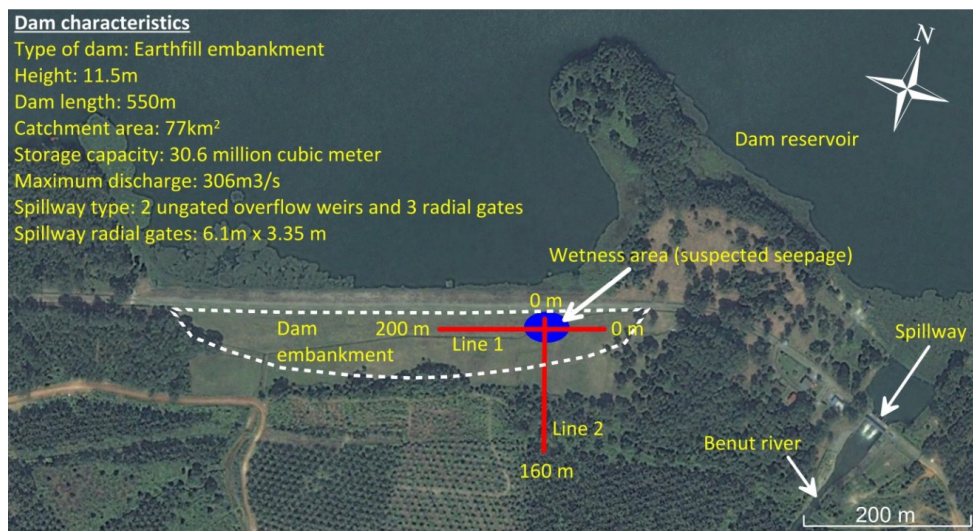 Dam characteristics
Type of dam: Earthfill embankment
Height: 11.5m
Dam length: 550m
Catchment area: 77km²
Storage capacity: 30.6 million cubic meter
Maximum discharge: 306m3/s
Spillway type: 2 ungated overflow weirs and 3 radial gates
Spillway radial gates: 6.1m x 3.35 m
N
Dam reservoir
Wetness area (suspected seepage)
0 m
Dam
embankment
200 m
Line 1
0 m
Spillway
Line 2
160 m
Benut river
200 m